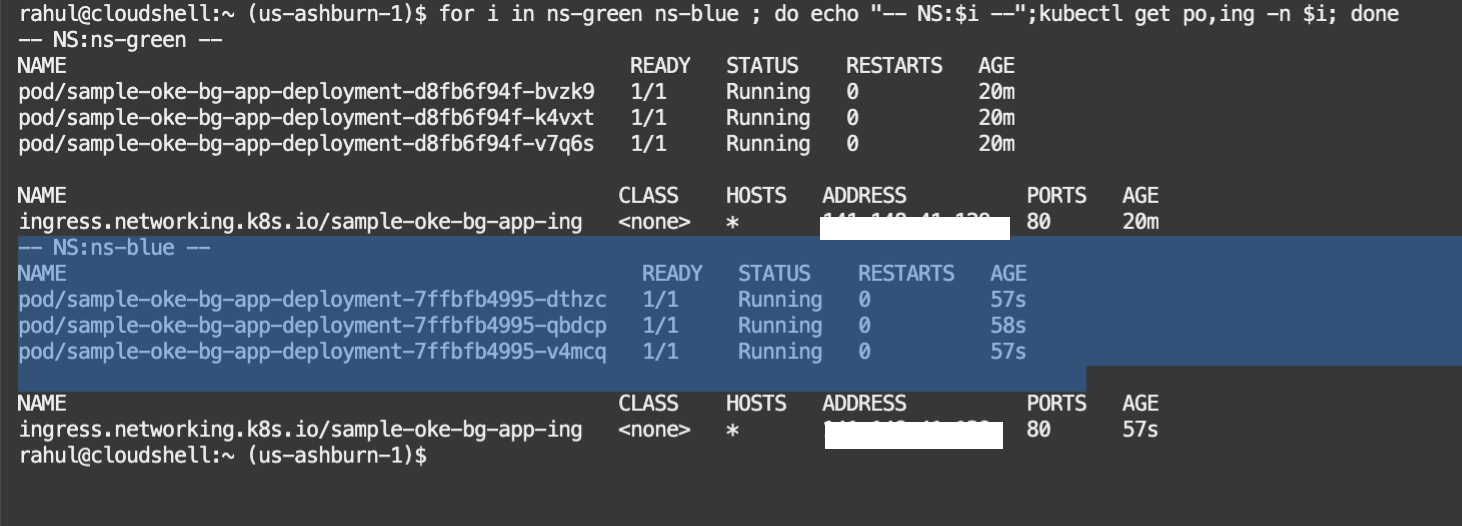 rahul@cloudshell:~ (us-ashburn-1)$ for i in ns-green ns-blue ; do echo "-- NS:$i --";kubectl get po,ing -n $i; done
-- NS:ns-green --
NAME READY STATUS RESTARTS AGE
pod/sample-oke-bg-app-deployment-d8fb6f94f-bvzk9 1/1 Running 0 20m
pod/sample-oke-bg-app-deployment-d8fb6f94f-k4vxt 1/1 Running 0 20m
pod/sample-oke-bg-app-deployment-d8fb6f94f-v7q6s 1/1 Running 0 20m
NAME CLASS HOSTS ADDRESS PORTS AGE
ingress.networking.k8s.io/sample-oke-bg-app-ing <none> * 80 20m
-- NS:ns-blue --
NAME READY STATUS RESTARTS AGE
pod/sample-oke-bg-app-deployment-7ffbfb4995-dthzc 1/1 Running 0 57s
pod/sample-oke-bg-app-deployment-7ffbfb4995-qbdcp 1/1 Running 0 58s
pod/sample-oke-bg-app-deployment-7ffbfb4995-v4mcq 1/1 Running 0 57s
NAME CLASS HOSTS ADDRESS PORTS AGE
ingress.networking.k8s.io/sample-oke-bg-app-ing <none> * 80 57s
rahul@cloudshell:~ (us-ashburn-1)$